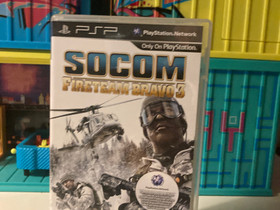 PSP
PlayStation.Network
Only On PlayStation.
SOCOM
FIRETEAM BRAVO 3